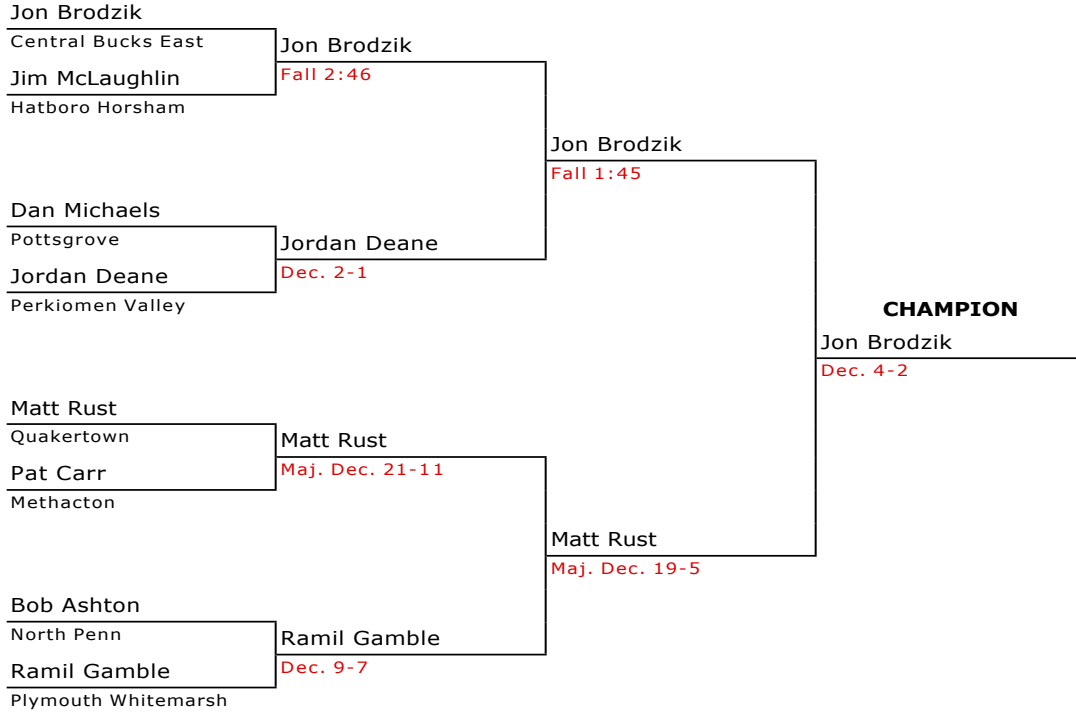 Jon Brodzik
Central Bucks East
Jon Brodzik
Jim McLaughlin
Fall 2:46
Hatboro Horsham
Jon Brodzik
Fall 1:45
Dan Michaels
Pottsgrove
Jordan Deane
Jordan Deane
Dec. 2-1
Perkiomen Valley
CHAMPION
Jon Brodzik
Dec. 4-2
Matt Rust
Quakertown
Matt Rust
Pat Carr
Maj. Dec. 21-11
Methacton
Matt Rust
Maj. Dec. 19-5
Bob Ashton
North Penn
Ramil Gamble
Ramil Gamble
Dec. 9-7
Plymouth Whitemarsh